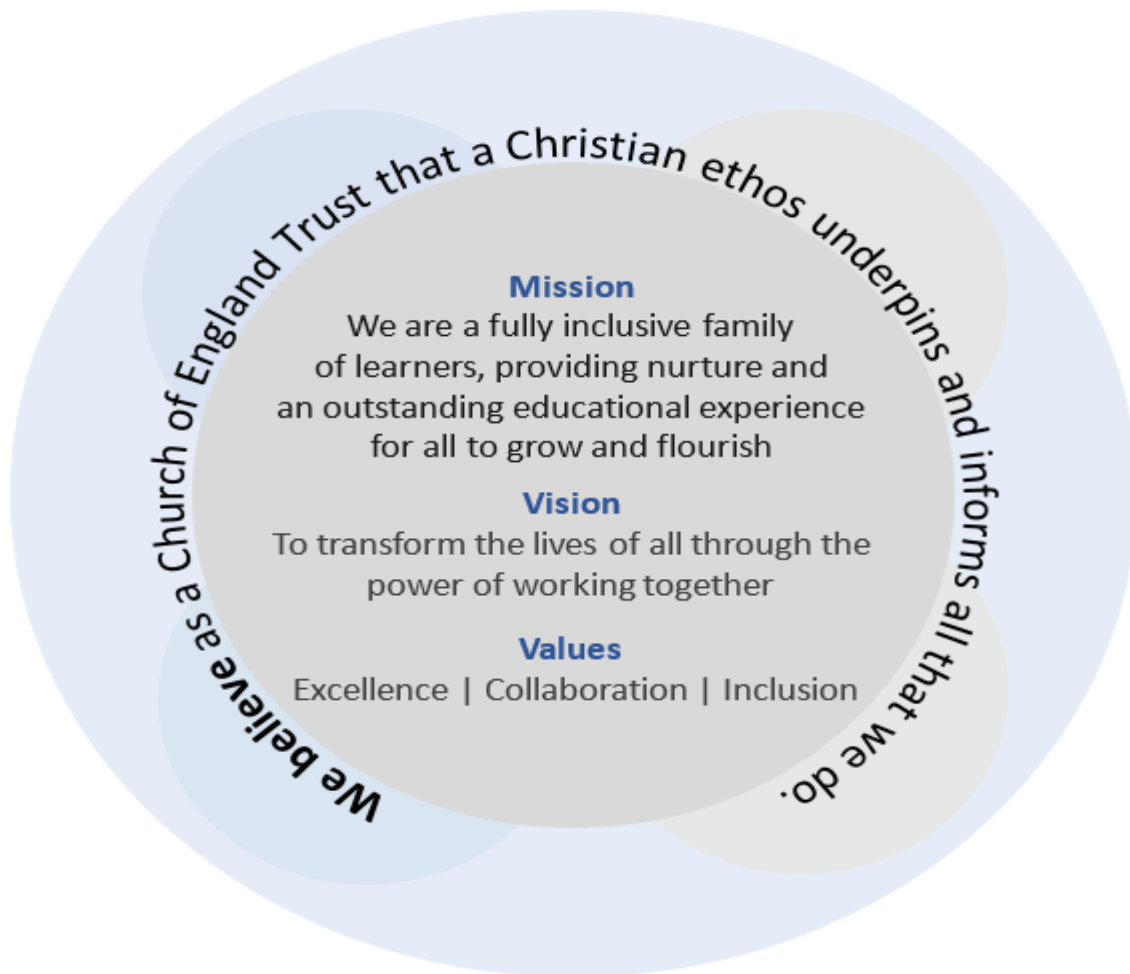 We believe as a Church of England Trust that a Christian ethos underpins and informs all that we do.
Mission
We are a fully inclusive family
of learners, providing nurture and
an outstanding educational experience
for all to grow and flourish
Vision
To transform the lives of all through the
power of working together
Values
Excellence | Collaboration | Inclusion